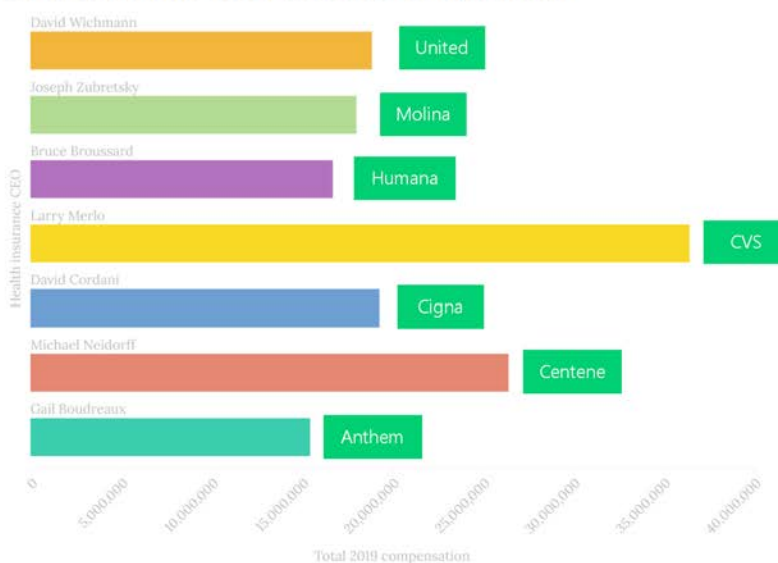 David Wichmann
United
Joseph Zubretsky
Molina
Bruce Broussard
Humana
Larry Merlo
CVS
David Cordani
Cigna
Michael Neidorff
Centene
Gail Boudreaux
Anthem
Health insurance CEO
0
5,000,000
10,000,000
15,000,000
20,000,000
25,000,000
30,000,000
35,000,000
40,000,000
Total 2019 compensation